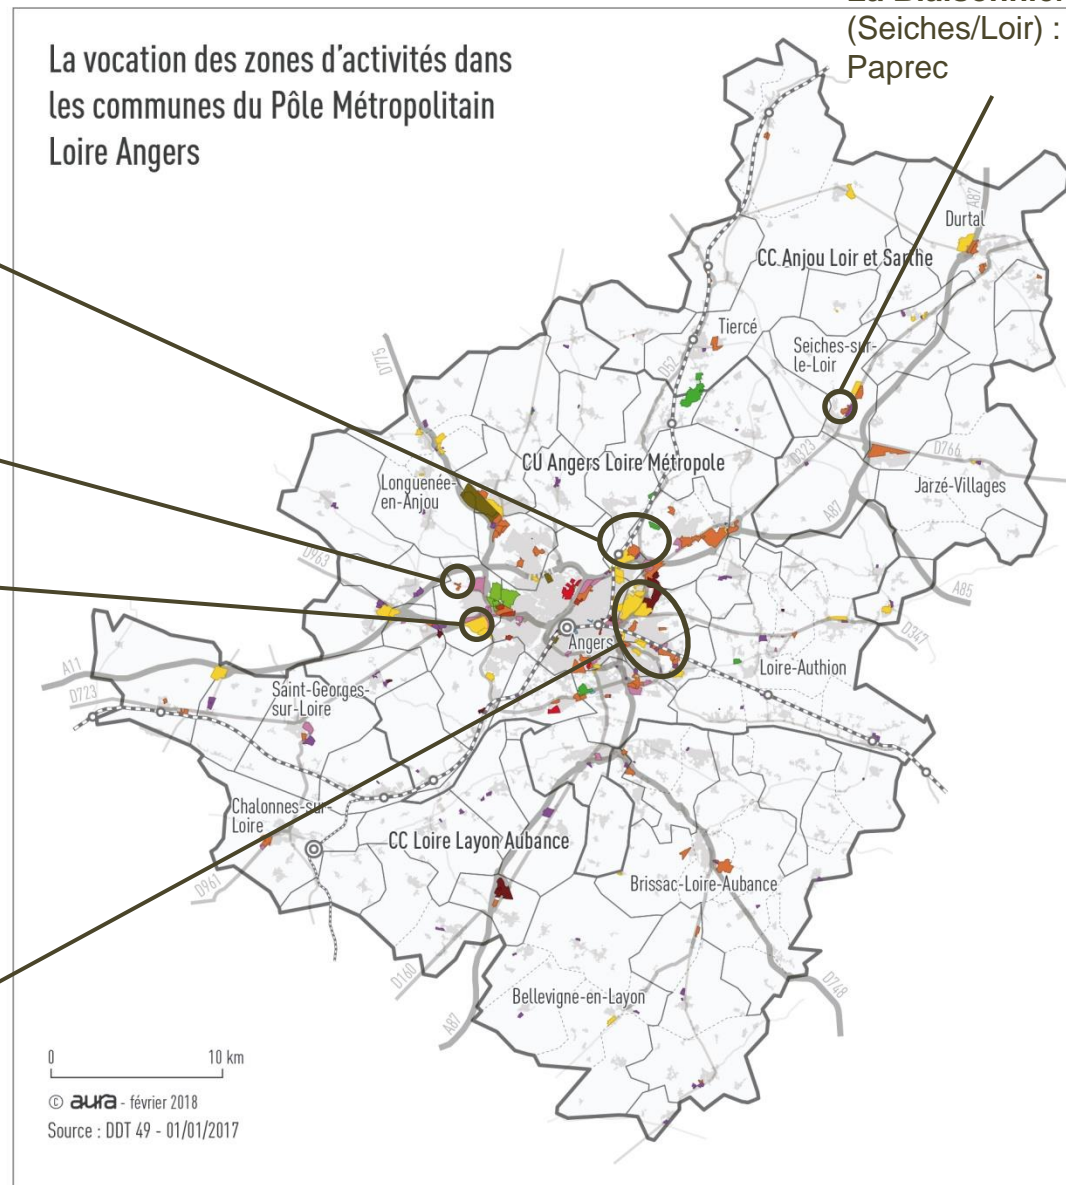 (Seiches/Loir) :
Paprec
La vocation des zones d'activités dans
les communes du Pôle Métropolitain
Loire Angers
A87
Durtal
CC Anjou Loir et Sarthe
Tiercé
Seiches-sur-
le-Loir
D775
D52
CU Angers Loire Métropole
D323
D766
Longuenée-
en-Anjou
Jarzé-Villages
A87
D963
A85
Angers
D347
Loire-Authion
A11
D723
Saint-Georges-
sur-Loire
Chalonnes-sur-
Loire
CC Loire Layon Aubance
D961
Brissac-Loire-Aubance
D160
D748
Bellevigne-en-Layon
A87
0 10 km
© aura - février 2018
Source : DDT 49 - 01/01/2017